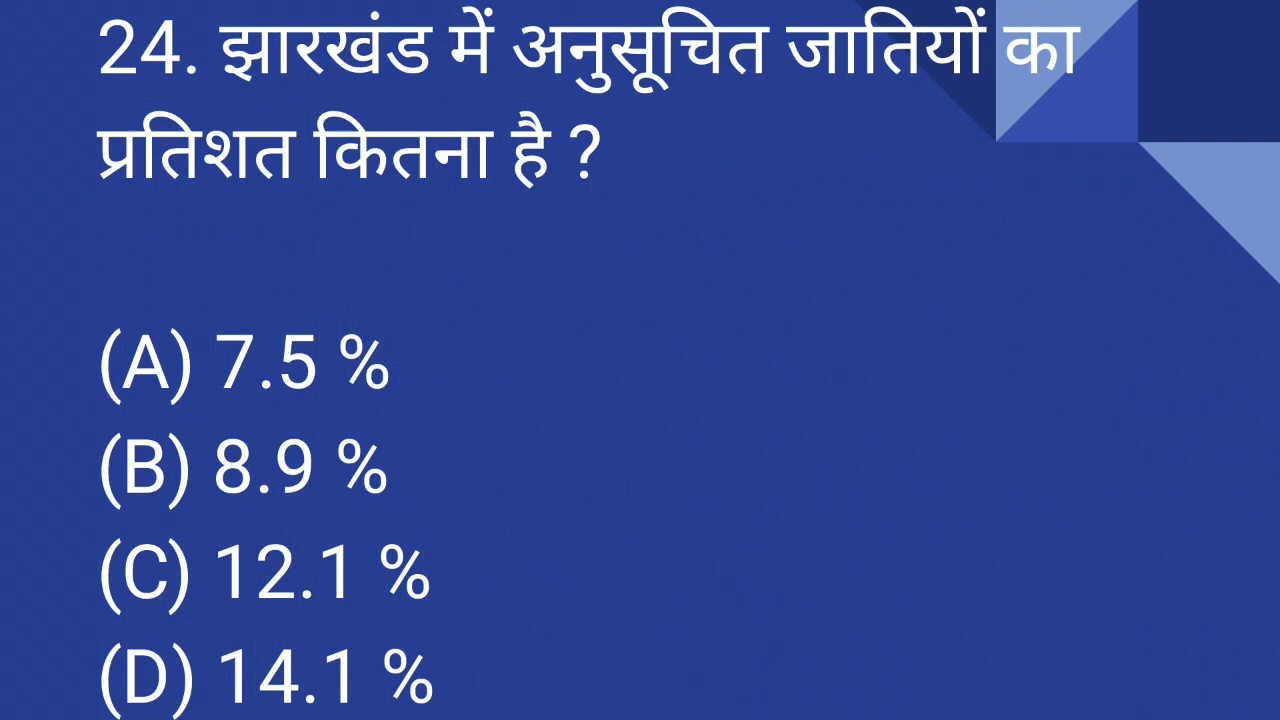 24. झारखंड में अनुसूचित जातियों का
प्रतिशत कितना है ?
(A) 7.5 %
(B) 8.9 %
(C) 12.1 %
(D) 14.1 %